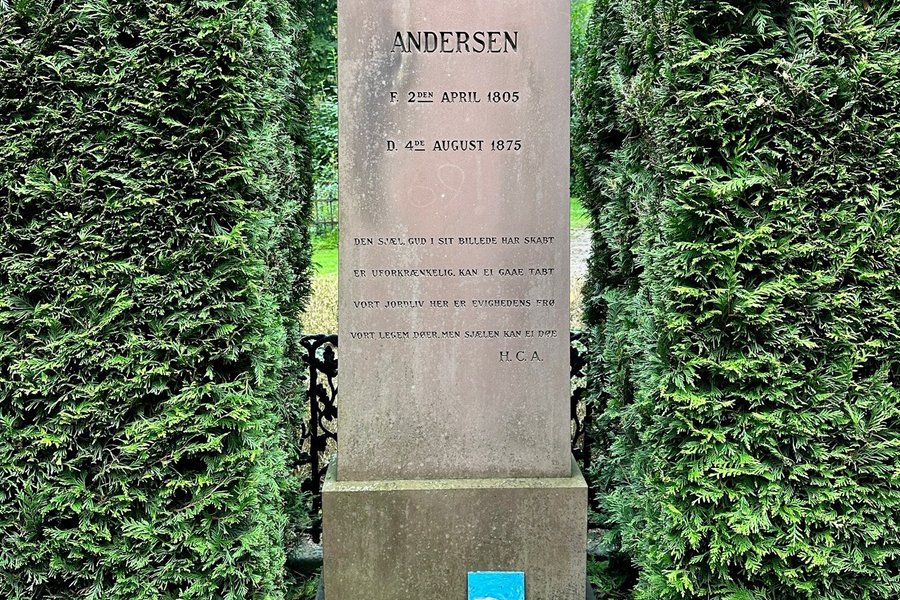 ANDERSEN
F. 2DEN APRIL 1805
D. 4DE AUGUST 1875
DEN SJÆL, GUD I SIT BILLEDE HAR SKABT
ER UFORKRÆNKELIG, KAN EI GAAE TABT
VORT JORDLIV HER ER EVIGHEDENS FRØ
VORT LEGEM DØER, MEN SJÆLEN KAN EI DØE
H. C. A.